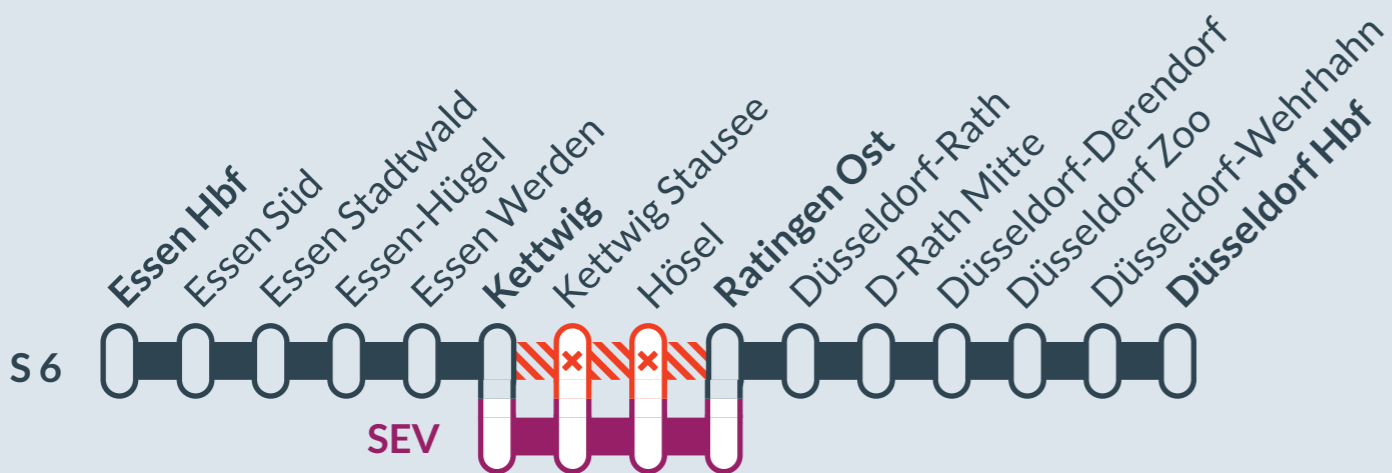 Essen Hbf
Essen Süd
Essen Stadtwald
Essen-Hügel
Essen Werden
Kettwig
Kettwig Stausee
Hösel
Ratingen Ost
Düsseldorf-Rath
D-Rath Mitte
Düsseldorf-Derendorf
Düsseldorf Zoo
Düsseldorf-Wehrhahn
Düsseldorf Hbf
S 6
SEV